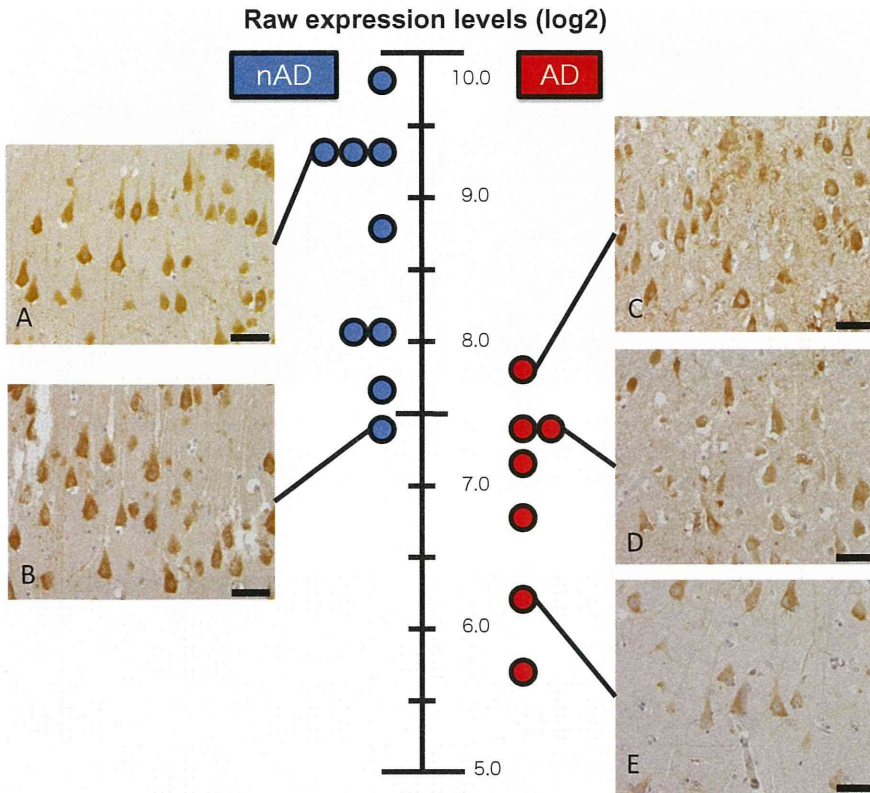 Raw expression levels (log2)
nAD
AD
10.0
9.0
8.0
7.0
6.0
5.0
A
B
C
D
E